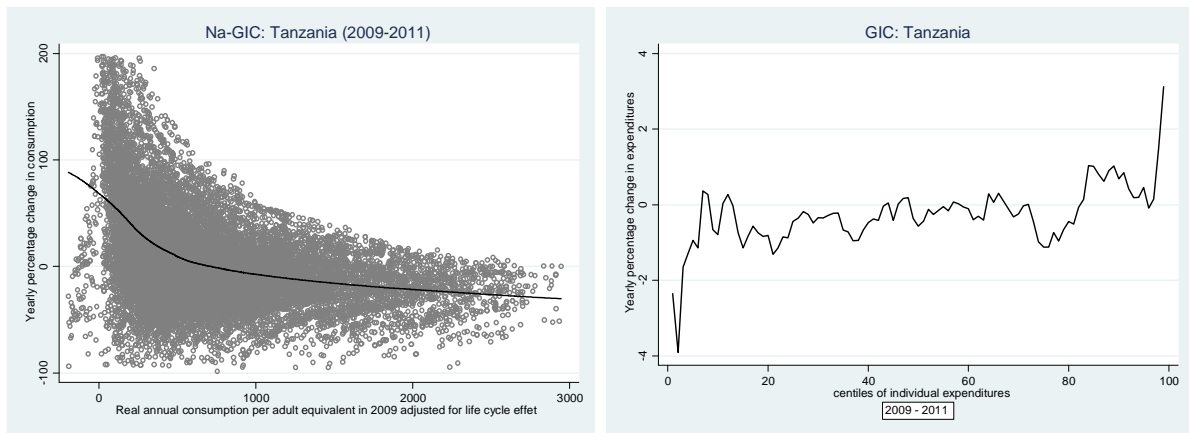 Na-GIC: Tanzania (2009-2011)
Yearly percentage change in consumption
200
100
0
-100
0
1000
2000
3000
Real annual consumption per adult equivalent in 2009 adjusted for life cycle effet
GIC: Tanzania
Yearly percentage change in expenditures
4
2
0
-2
-4
0
20
40
60
80
100
centiles of individual expenditures
2009 - 2011